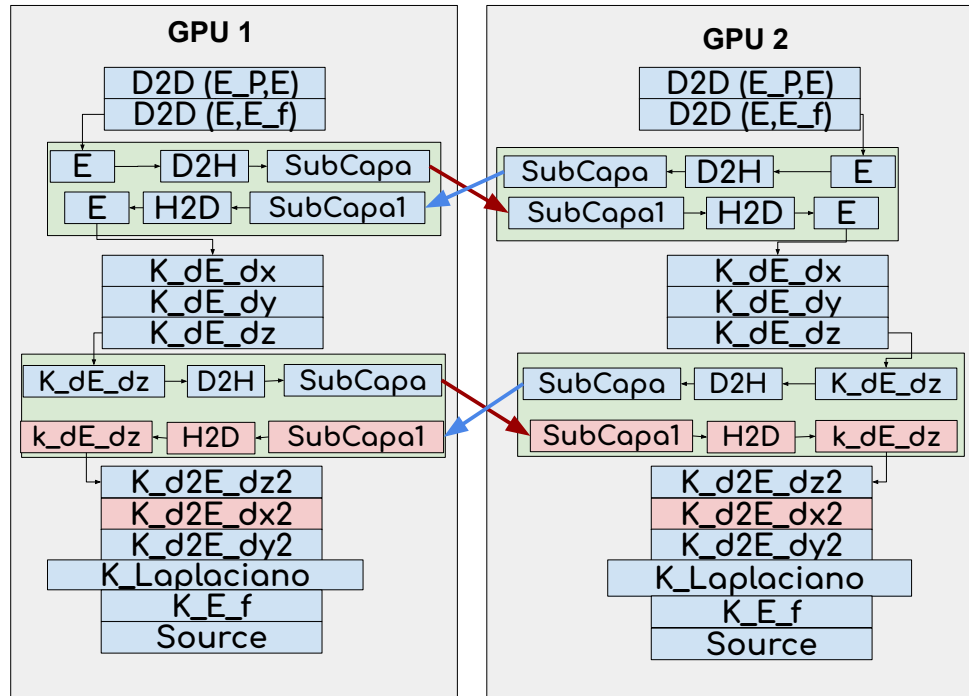 GPU 1
D2D (E_P,E)
D2D (E,E_f)
E D2H SubCapa
E H2D SubCapa1
K_dE_dx
K_dE_dy
K_dE_dz
K_dE_dz D2H SubCapa
k_dE_dz H2D SubCapa1
K_d2E_dz2
K_d2E_dx2
K_d2E_dy2
K_Laplaciano
K_E_f
Source
GPU 2
D2D (E_P,E)
D2D (E,E_f)
SubCapa D2H E
SubCapa1 H2D E
K_dE_dx
K_dE_dy
K_dE_dz
SubCapa D2H K_dE_dz
SubCapa1 H2D k_dE_dz
K_d2E_dz2
K_d2E_dx2
K_d2E_dy2
K_Laplaciano
K_E_f
Source